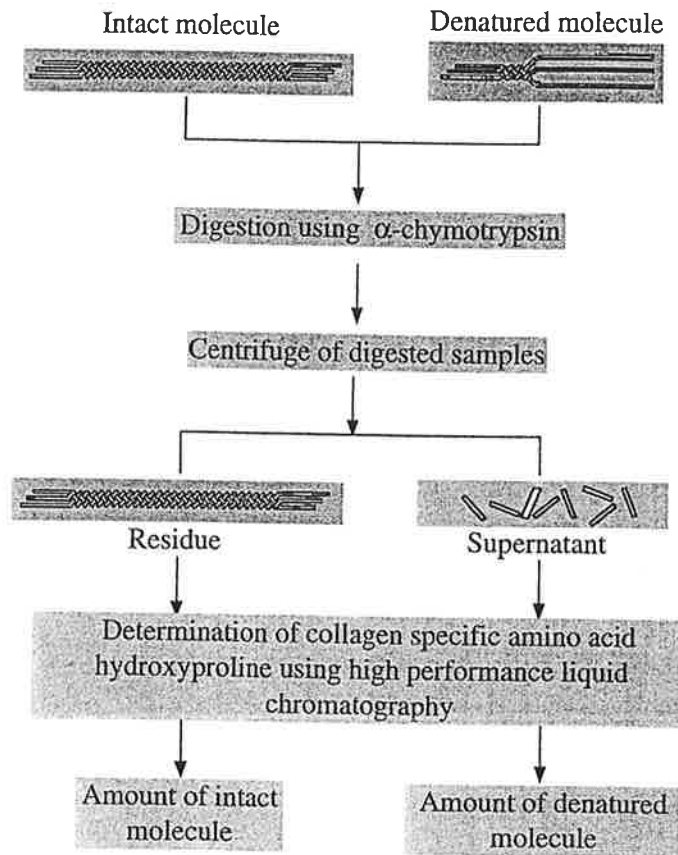 Intact molecule
Denatured molecule
Digestion using α-chymotrypsin
Centrifuge of digested samples
Residue
Supernatant
Determination of collagen specific amino acid
hydroxyproline using high performance liquid
chromatography
Amount of intact
molecule
Amount of denatured
molecule